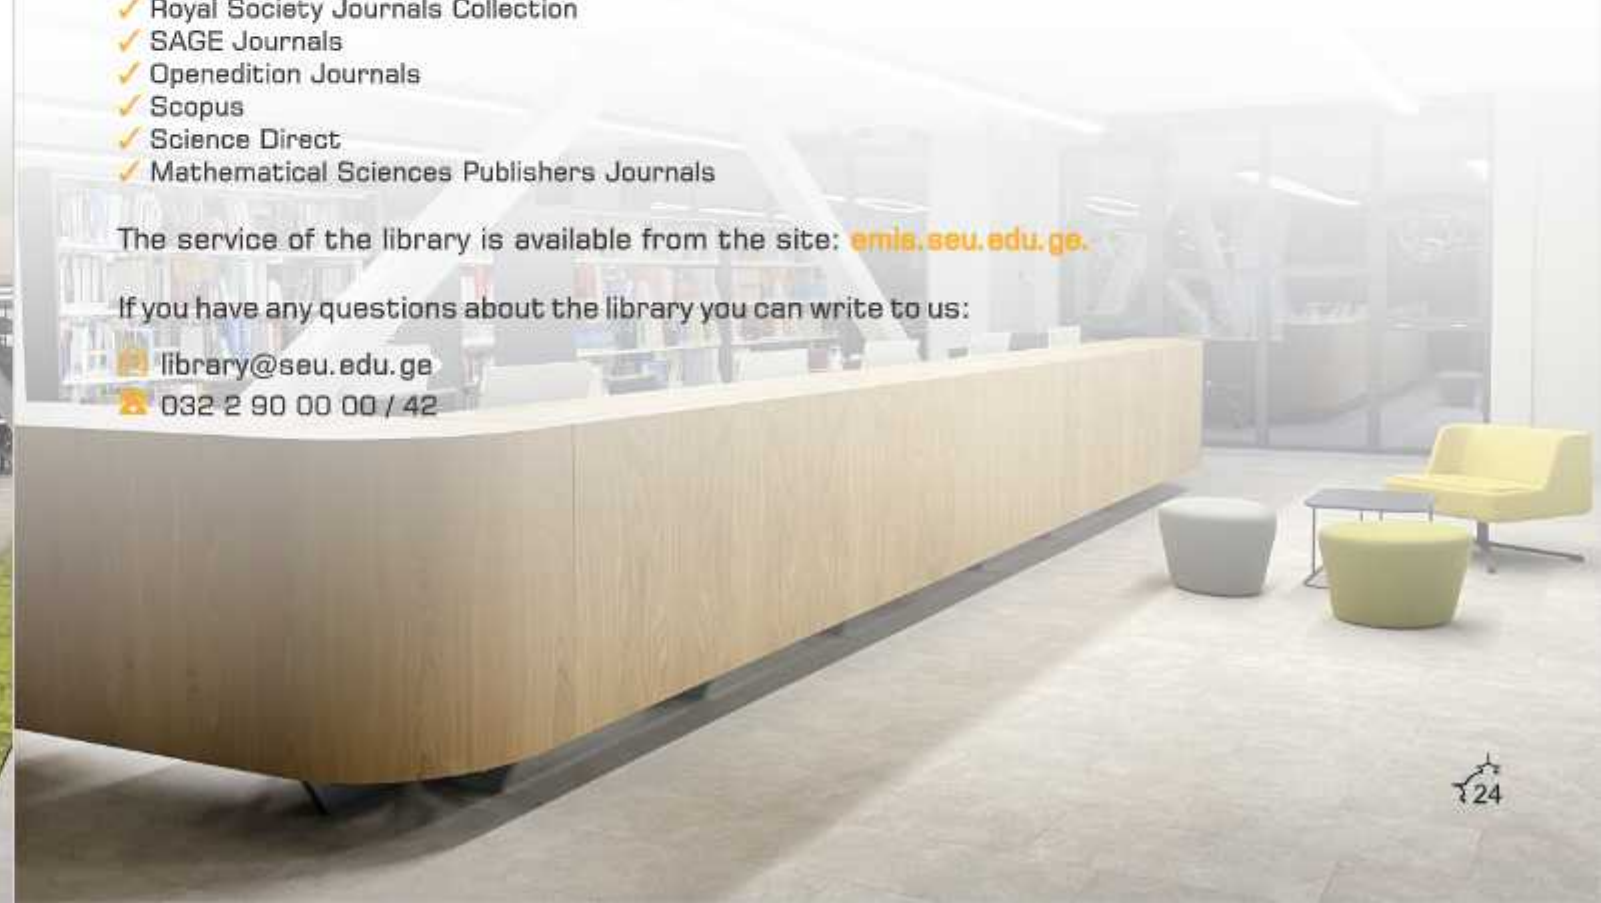 Royal Society Journals Collection
SAGE Journals
Openedition Journals
Scopus
Science Direct
Mathematical Sciences Publishers Journals
The service of the library is available from the site: emis.seu.edu.ge.
If you have any questions about the library you can write to us:
library@seu.edu.ge
032 2 90 00 00 / 42
24